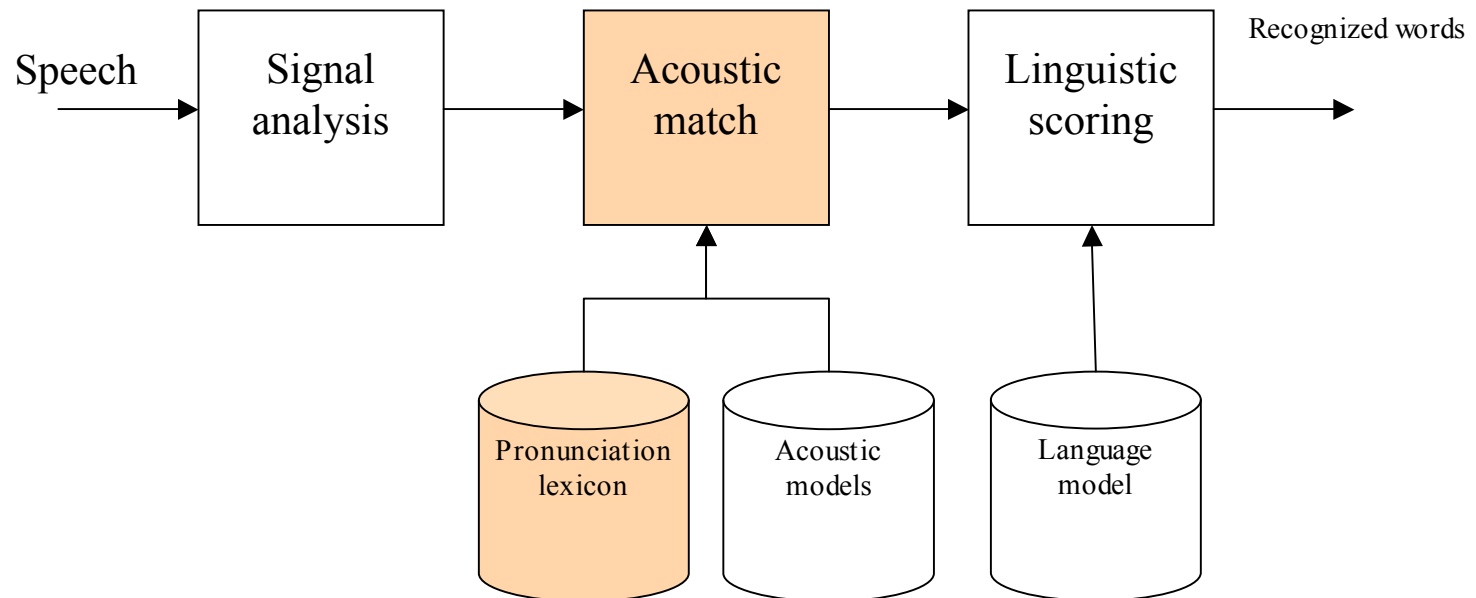 Speech
Signal
analysis
Acoustic
match
Linguistic
scoring
Recognized words
Pronunciation
lexicon
Acoustic
models
Language
model